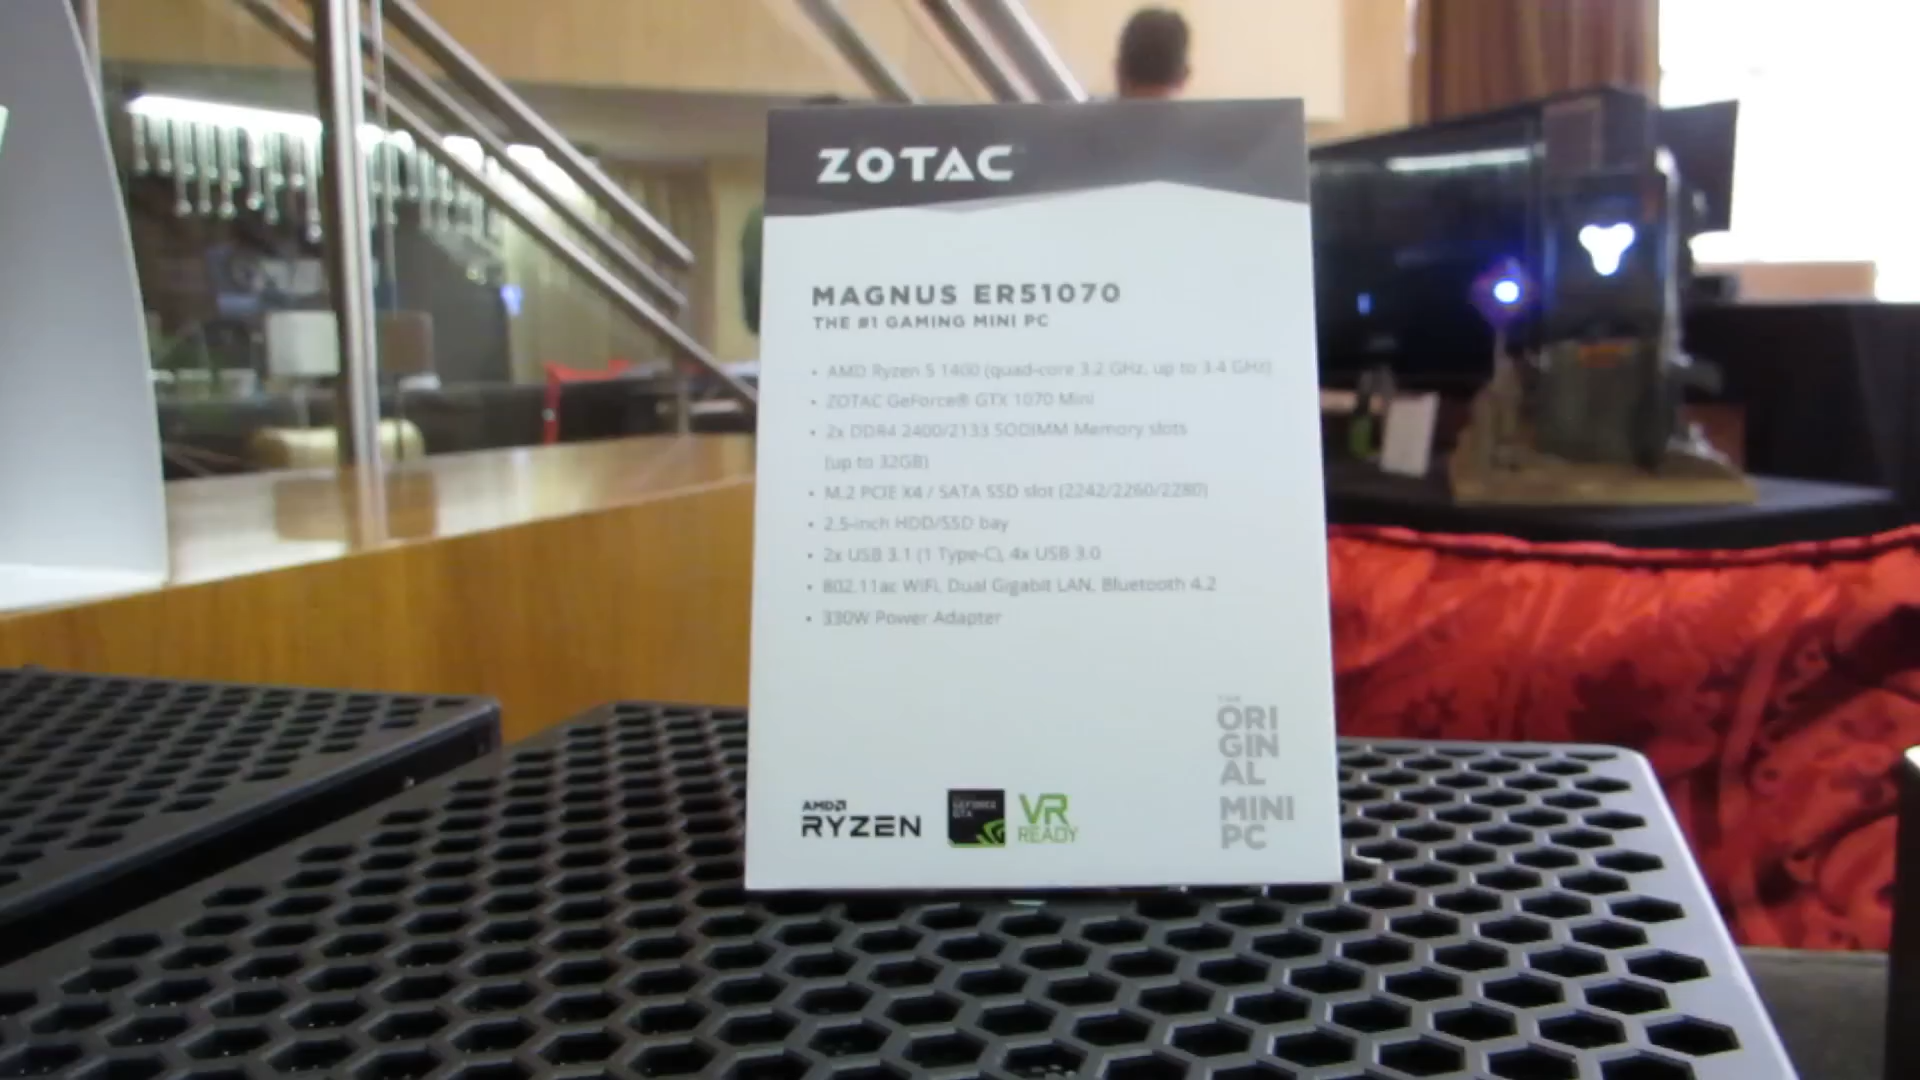 ZOTAC
MAGNUS ER51070
THE #1 GAMING MINI PC
• AMD Ryzen 5 1400 (quad-core 3.2 GHz, up to 3.4 GHz)
• ZOTAC GeForce® GTX 1070 Mini
• 2x DDR4 2400/2133 SODIMM Memory slots
(up to 32GB)
• M.2 PCIE X4 / SATA SSD slot (2242/2260/2280)
• 2.5-inch HDD/SSD bay
• 2x USB 3.1 (1 Type-C), 4x USB 3.0
• 802.11ac WiFi, Dual Gigabit LAN, Bluetooth 4.2
• 330W Power Adapter
THE
ORI
GIN
AL
MINI
PC
AMD
RYZEN
GEFORCE
GTX
VR
READY